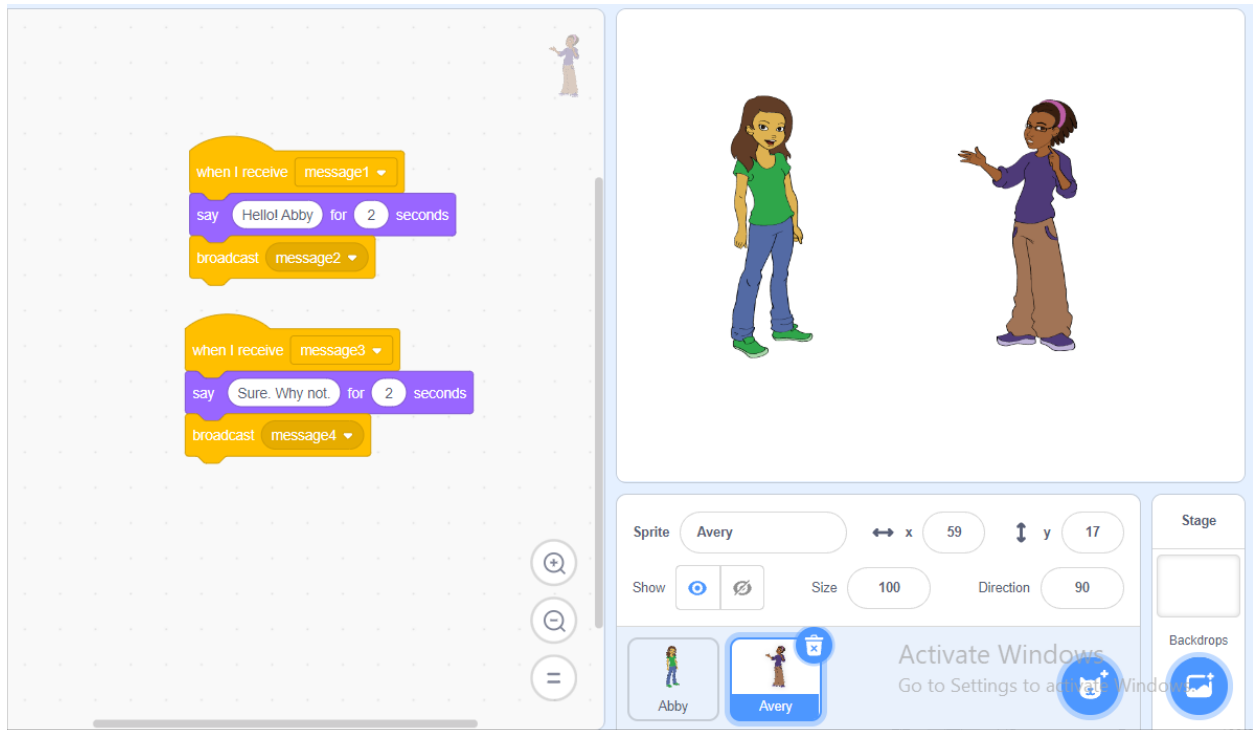 when I receive message1
say Hello! Abby for 2 seconds
broadcast message2
when I receive message3
say Sure. Why not. for 2 seconds
broadcast message4
Sprite Avery x 59 y 17
Show Size 100 Direction 90
Abby
Avery
Activate Windows
Go to Settings to activate Windows.
Stage
Backdrops